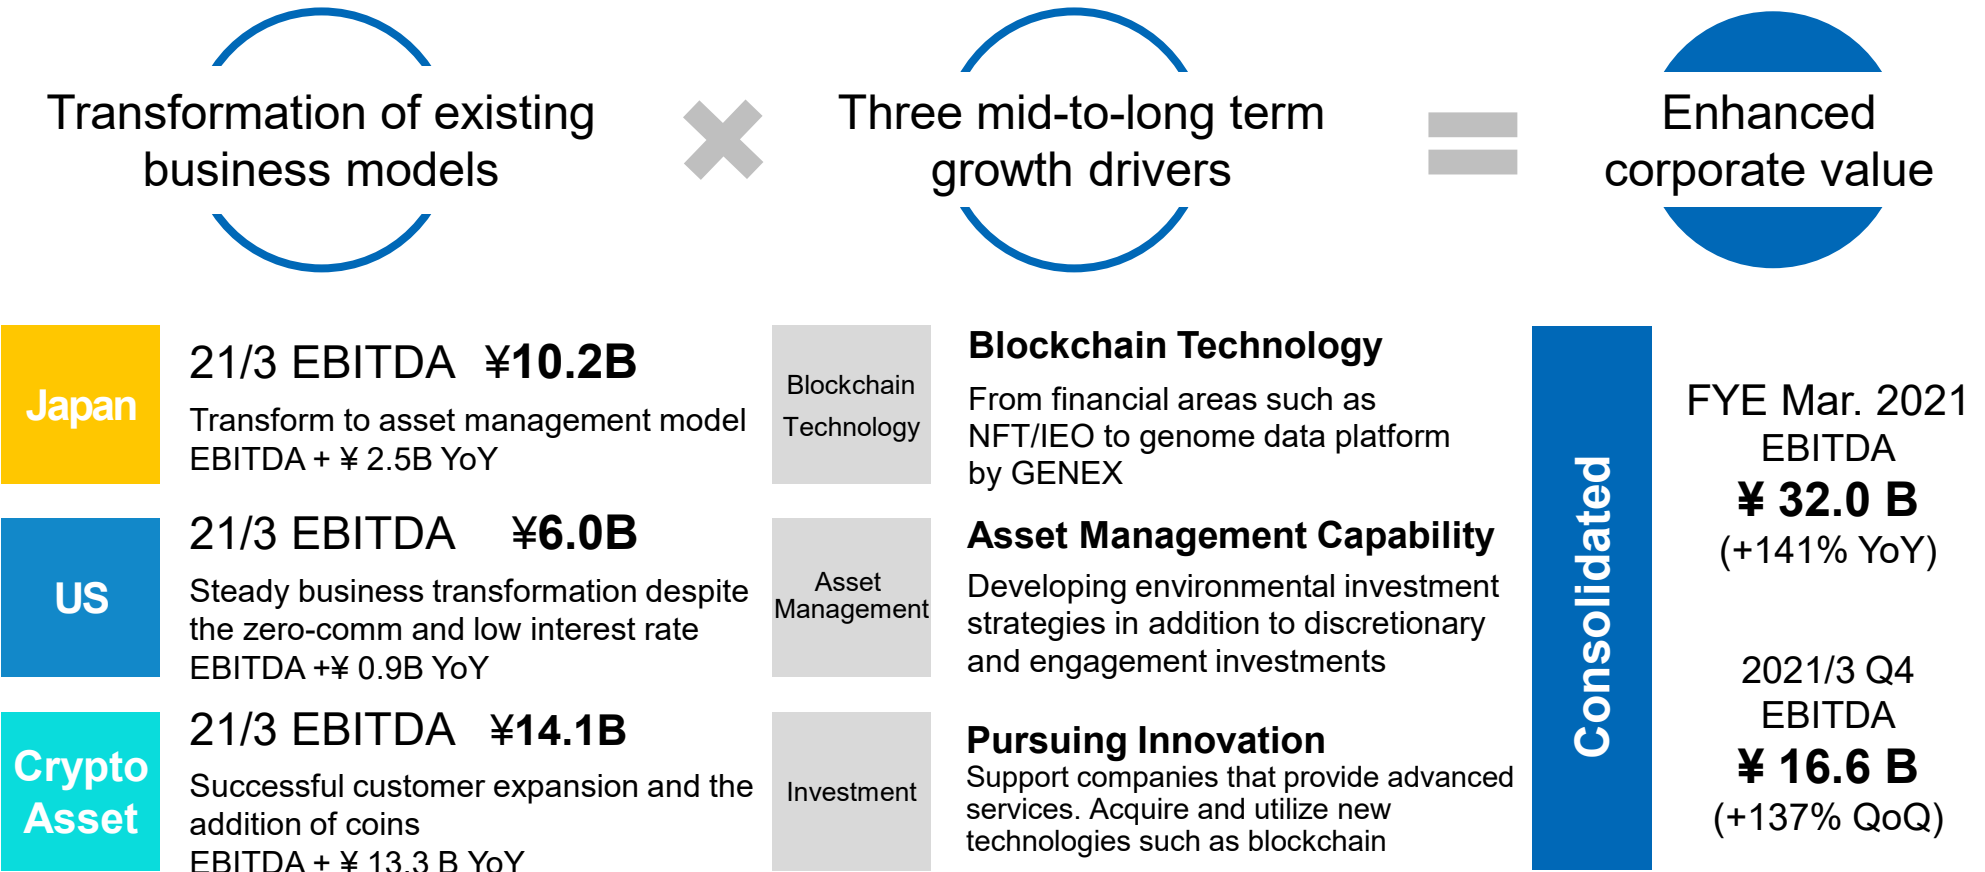 Transformation of existing
business models
Three mid-to-long term
growth drivers
Enhanced
corporate value
Japan
21/3 EBITDA ¥10.2B
Transform to asset management model
EBITDA + ¥ 2.5B YoY
US
21/3 EBITDA ¥6.0B
Steady business transformation despite
the zero-comm and low interest rate
EBITDA +¥ 0.9B YoY
Crypto
Asset
21/3 EBITDA ¥14.1B
Successful customer expansion and the
addition of coins
EBITDA + ¥ 13.3 B YoY
Blockchain
Technology
Blockchain Technology
From financial areas such as
NFT/IEO to genome data platform
by GENEX
Asset
Management
Asset Management Capability
Developing environmental investment
strategies in addition to discretionary
and engagement investments
Investment
Pursuing Innovation
Support companies that provide advanced
services. Acquire and utilize new
technologies such as blockchain
Consolidated
FYE Mar. 2021
EBITDA
¥ 32.0 B
(+141% YoY)
2021/3 Q4
EBITDA
¥ 16.6 B
(+137% QoQ)